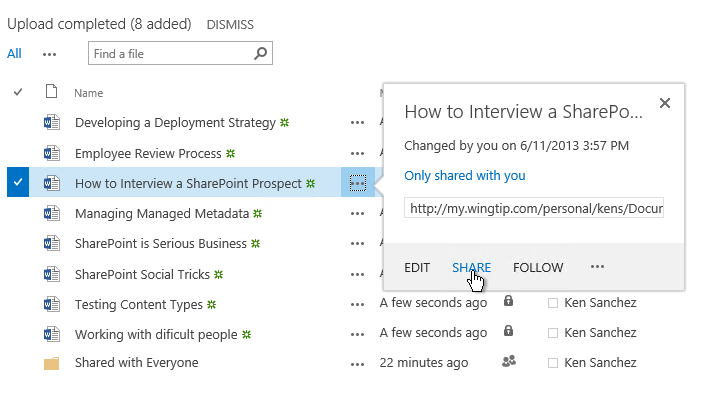 Upload completed (8 added) DISMISS
All ••• Find a file
Name
Developing a Deployment Strategy
Employee Review Process
How to Interview a SharePoint Prospect
Managing Managed Metadata
SharePoint is Serious Business
SharePoint Social Tricks
Testing Content Types
Working with dificult people
Shared with Everyone
How to Interview a SharePo...
Changed by you on 6/11/2013 3:57 PM
Only shared with you
http://my.wingtip.com/personal/kens/Docur
EDIT SHARE FOLLOW •••
A few seconds ago Ken Sanchez
A few seconds ago Ken Sanchez
22 minutes ago Ken Sanchez